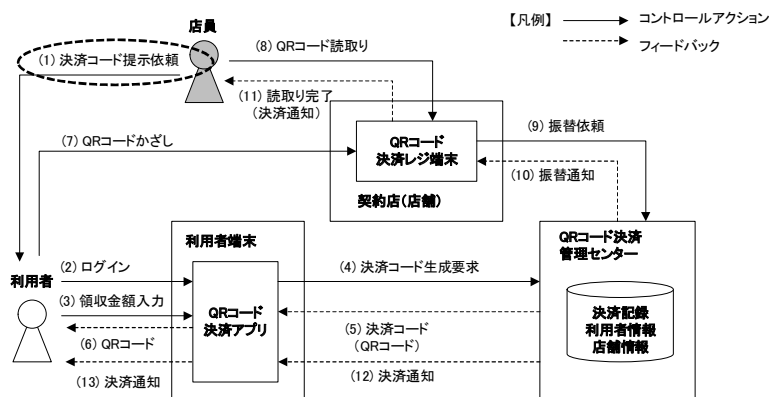 店員
【凡例】
コントロールアクション
フィードバック
(1) 決済コード提示依頼
(8) QRコード読取り
(11) 読取り完了
(決済通知)
(7) QRコードかざし
QRコード
決済レジ端末
契約店(店舗)
(9) 振替依頼
(10) 振替通知
利用者端末
QRコード決済
管理センター
利用者
(2) ログイン
(3) 領収金額入力
QRコード
決済アプリ
(4) 決済コード生成要求
(5) 決済コード
(QRコード)
(6) QRコード
(13) 決済通知
(12) 決済通知
決済記録
利用者情報
店舗情報